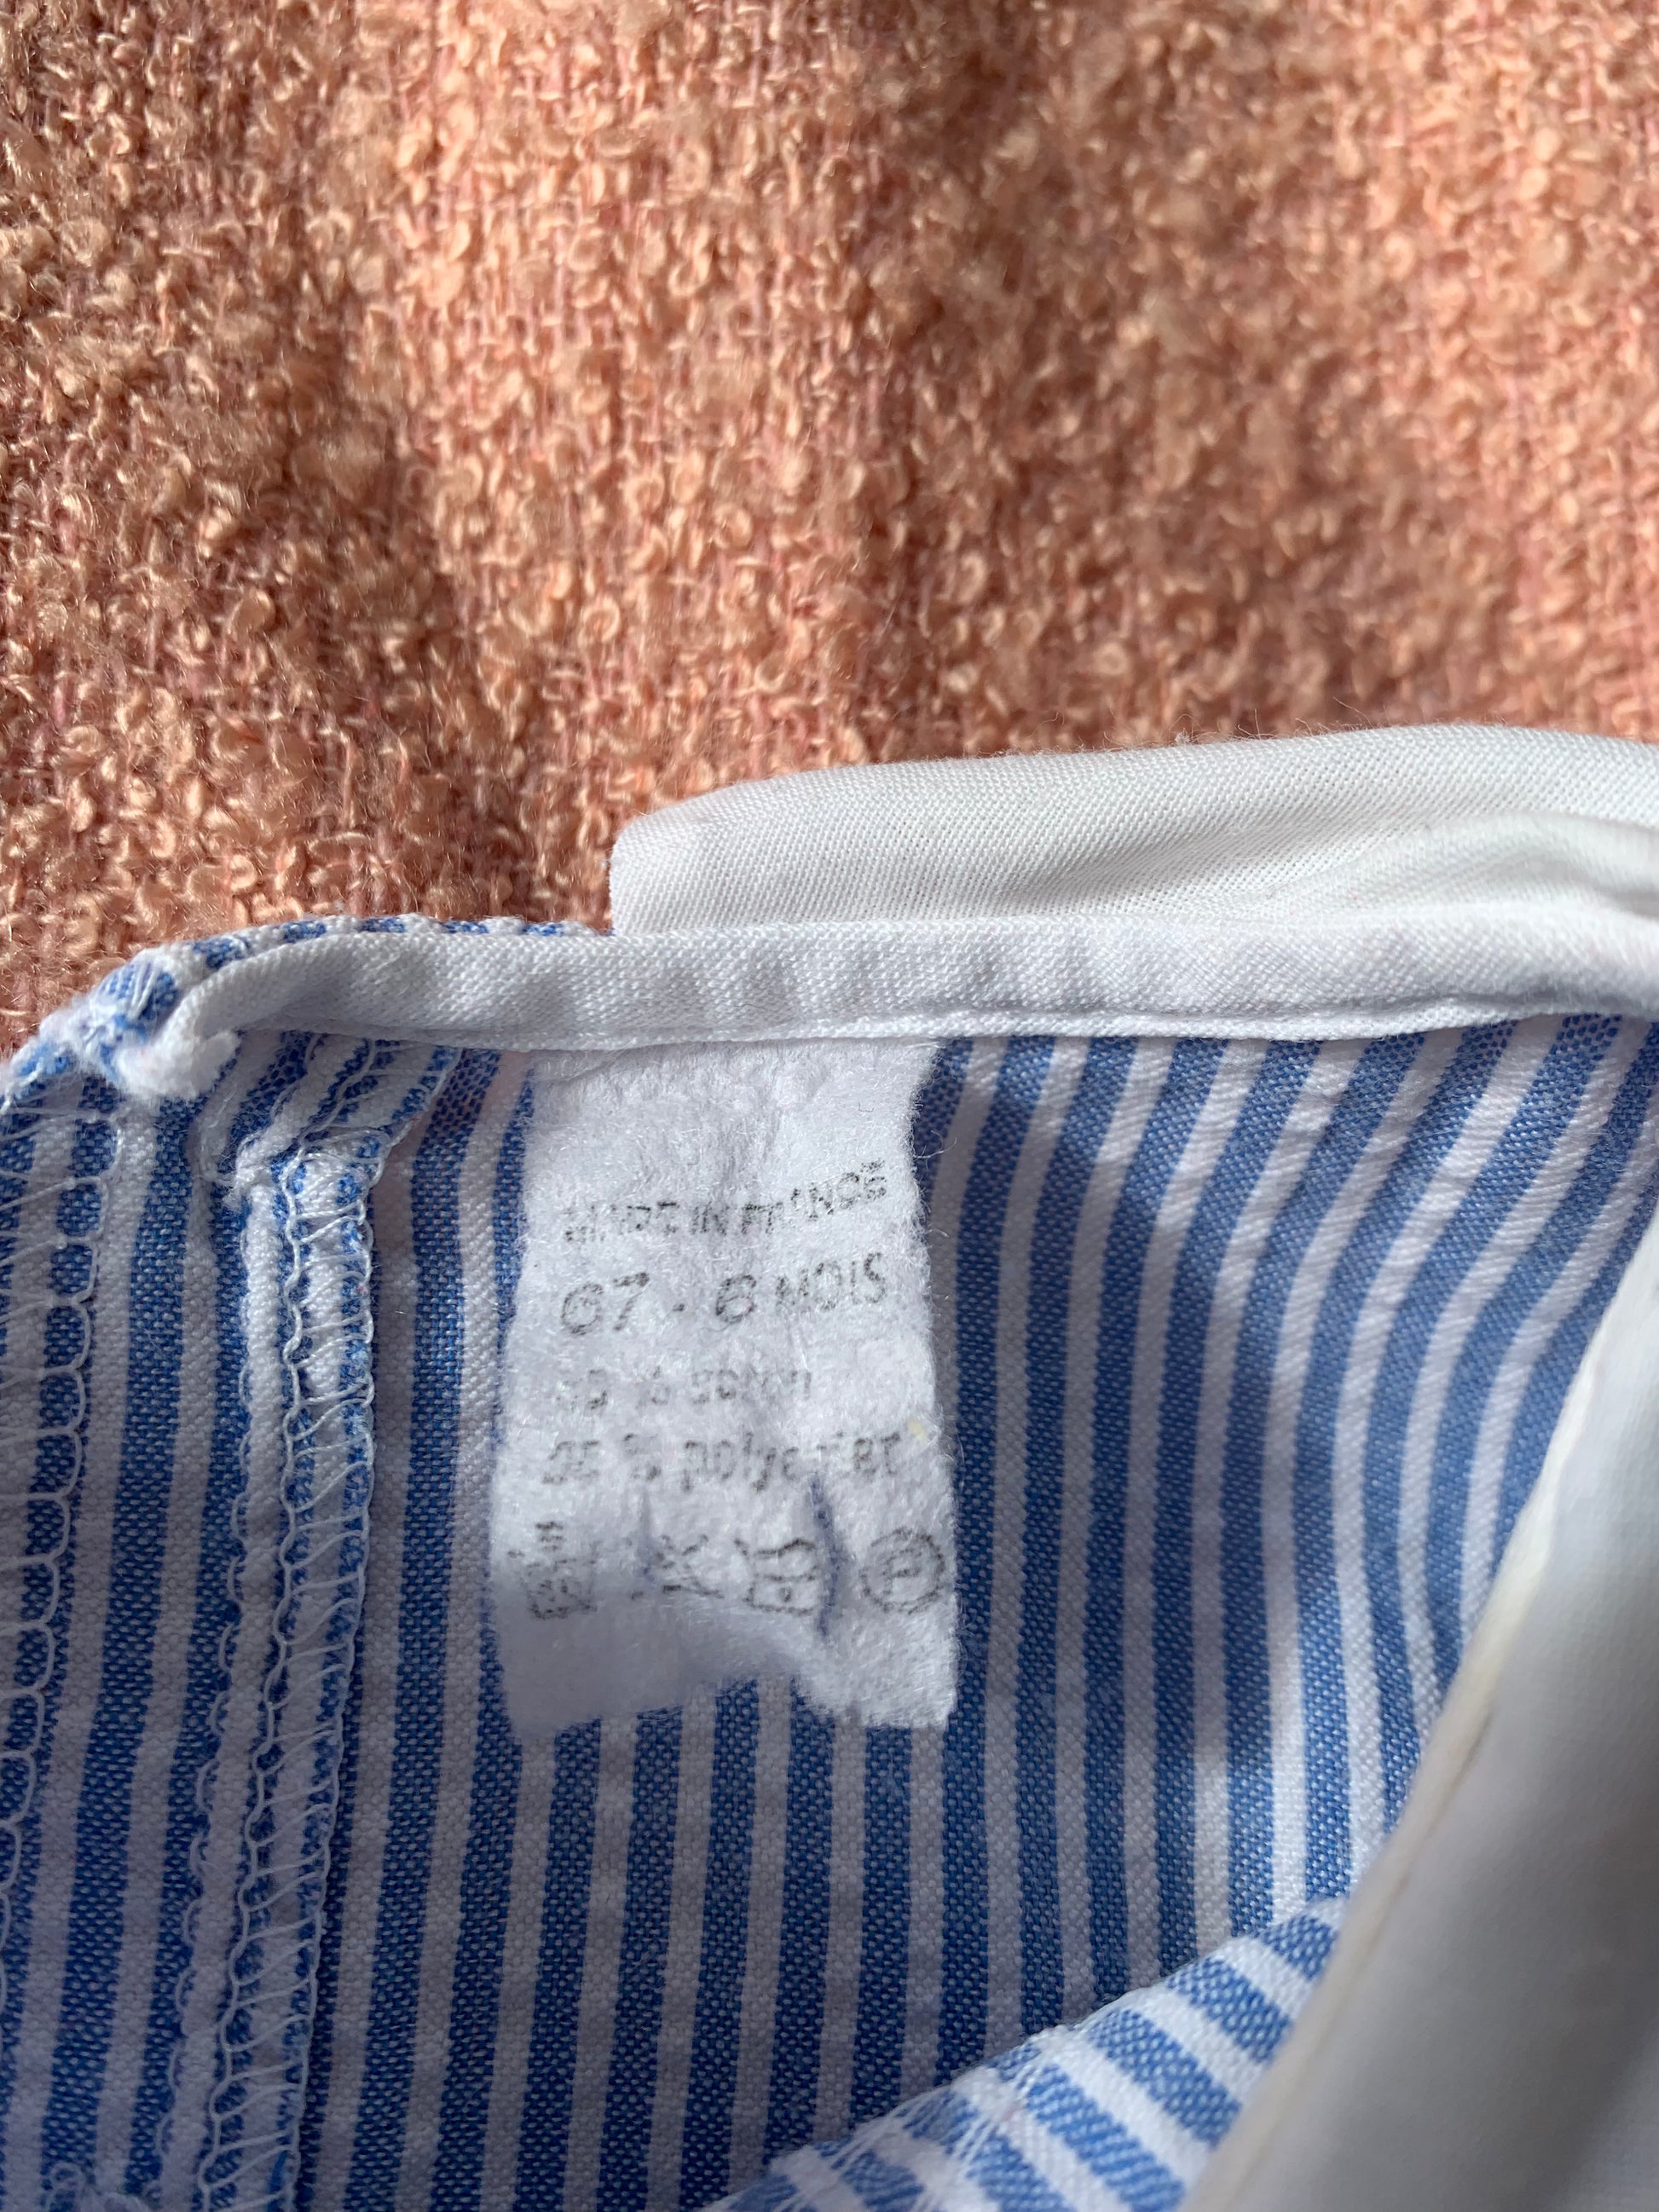 MADE IN FRANCE
67 - 6 MOIS
% coton
% polyester
P